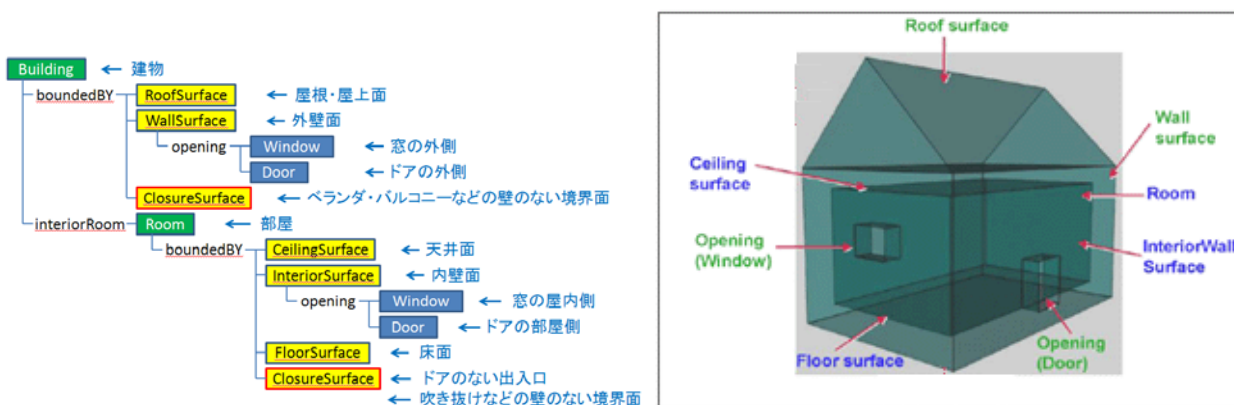 Building ← 建物
boundedBY RoofSurface ← 屋根・屋上面
WallSurface ← 外壁面
opening Window ← 窓の外側
Door ← ドアの外側
ClosureSurface ← ベランダ・バルコニーなどの壁のない境界面
interiorRoom Room ← 部屋
boundedBY CeilingSurface ← 天井面
InteriorSurface ← 内壁面
opening Window ← 窓の屋内側
Door ← ドアの部屋側
FloorSurface ← 床面
ClosureSurface ← ドアのない出入口
← 吹き抜けなどの壁のない境界面
Roof surface
Wall
surface
Ceiling
surface
Room
Opening
(Window)
InteriorWall
Surface
Floor surface
Opening
(Door)